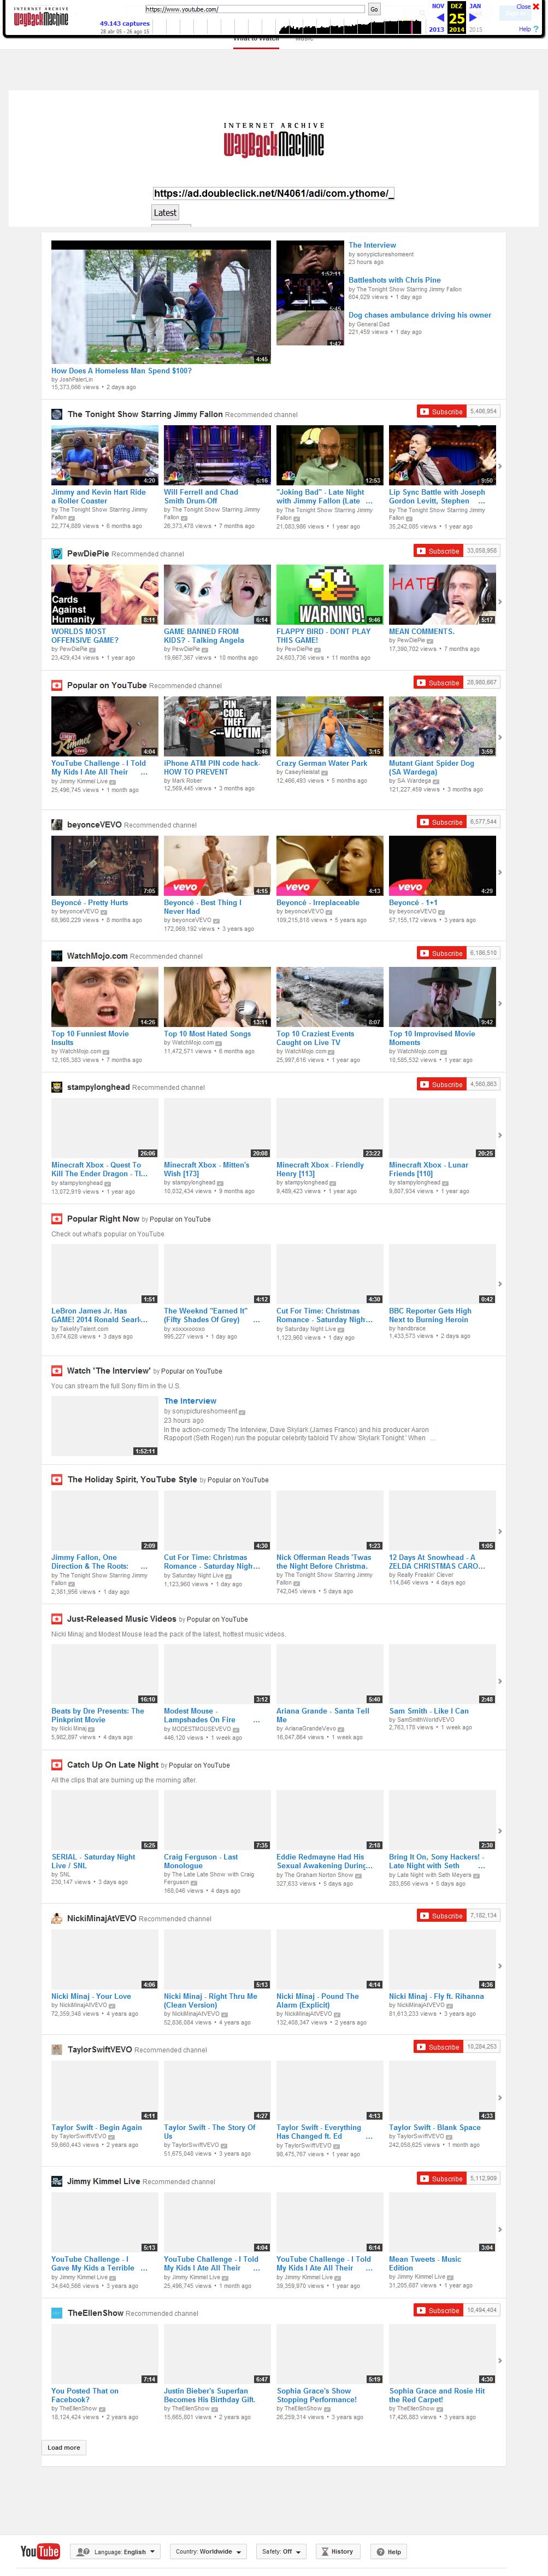 INTERNET ARCHIVE
WaybackMachine
https://www.youtube.com/
Go
49.143 captures
28 abr 05 - 26 ago 15
NOV DEZ JAN
25
2013 2014 2015
Close
Help ?
INTERNET ARCHIVE
WaybackMachine
https://ad.doubleclick.net/N4061/adi/com.ythome/_
Latest
4:45
How Does A Homeless Man Spend $100?
by JoshPalerLin
15,373,666 views • 2 days ago
1:52:11
The Interview
by sonypictureshomeent
23 hours ago
5:45
Battleshots with Chris Pine
by The Tonight Show Starring Jimmy Fallon
804,029 views • 1 day ago
1:42
Dog chases ambulance driving his owner
by General Dad
221,459 views • 1 day ago
The Tonight Show Starring Jimmy Fallon Recommended channel
Subscribe 5,406,954
4:20
Jimmy and Kevin Hart Ride
a Roller Coaster
by The Tonight Show Starring Jimmy
Fallon
22,774,889 views • 6 months ago
6:16
Will Ferrell and Chad
Smith Drum-Off
by The Tonight Show Starring Jimmy
Fallon
26,373,478 views • 7 months ago
12:53
"Joking Bad" - Late Night
with Jimmy Fallon (Late ...
by The Tonight Show Starring Jimmy
Fallon
21,083,986 views • 1 year ago
9:50
Lip Sync Battle with Joseph
Gordon Levitt, Stephen ...
by The Tonight Show Starring Jimmy
Fallon
35,242,085 views • 1 year ago
PewDiePie Recommended channel
Subscribe 33,058,958
Cards
Against
Humanity
8:11
WORLDS MOST
OFFENSIVE GAME?
by PewDiePie
23,429,434 views • 1 year ago
6:14
GAME BANNED FROM
KIDS? - Talking Angela
by PewDiePie
19,667,367 views • 10 months ago
WARNING!
9:46
FLAPPY BIRD - DONT PLAY
THIS GAME!
by PewDiePie
24,603,736 views • 11 months ago
HATE!
5:17
MEAN COMMENTS.
by PewDiePie
17,390,702 views • 7 months ago
Popular on YouTube Recommended channel
Subscribe 20,980,667
Jimmy
Kimmel
LIVE
4:04
YouTube Challenge - I Told
My Kids I Ate All Their ...
by Jimmy Kimmel Live
25,496,745 views • 1 month ago
PIN
CODE
THEFT
VICTIM
3:46
iPhone ATM PIN code hack-
HOW TO PREVENT
by Mark Rober
12,569,445 views • 3 months ago
3:15
Crazy German Water Park
by CaseyNeistat
12,466,493 views • 5 months ago
3:59
Mutant Giant Spider Dog
(SA Wardega)
by SA Wardega
121,227,459 views • 3 months ago
beyonceVEVO Recommended channel
Subscribe 6,577,544
7:05
Beyoncé - Pretty Hurts
by beyonceVEVO
68,960,229 views • 8 months ago
vevo
4:15
Beyoncé - Best Thing I
Never Had
by beyonceVEVO
172,069,192 views • 3 years ago
vevo
4:13
Beyoncé - Irreplaceable
by beyonceVEVO
109,215,818 views • 5 years ago
vevo
4:29
Beyoncé - 1+1
by beyonceVEVO
57,155,172 views • 3 years ago
WatchMojo.com Recommended channel
Subscribe 6,186,510
14:26
Top 10 Funniest Movie
Insults
by WatchMojo.com
12,165,383 views • 7 months ago
13:11
Top 10 Most Hated Songs
by WatchMojo.com
11,472,571 views • 6 months ago
8:07
Top 10 Craziest Events
Caught on Live TV
by WatchMojo.com
25,997,616 views • 1 year ago
9:42
Top 10 Improvised Movie
Moments
by WatchMojo.com
10,585,532 views • 1 year ago
stampylonghead Recommended channel
Subscribe 4,560,863
26:06
Minecraft Xbox - Quest To
Kill The Ender Dragon - Tl...
by stampylonghead
13,072,919 views • 1 year ago
20:08
Minecraft Xbox - Mitten's
Wish [173]
by stampylonghead
10,032,434 views • 9 months ago
23:22
Minecraft Xbox - Friendly
Henry [113]
by stampylonghead
9,489,423 views • 1 year ago
20:25
Minecraft Xbox - Lunar
Friends [110]
by stampylonghead
9,807,934 views • 1 year ago
Popular Right Now by Popular on YouTube
Check out what's popular on YouTube
1:51
LeBron James Jr. Has
GAME! 2014 Ronald Searl...
by TakeMyTalent.com
3,674,628 views • 3 days ago
4:12
The Weeknd "Earned It"
(Fifty Shades Of Grey) ...
by xoxxxoooxo
995,227 views • 1 day ago
4:30
Cut For Time: Christmas
Romance - Saturday Nigh...
by Saturday Night Live
1,123,960 views • 1 day ago
0:42
BBC Reporter Gets High
Next to Burning Heroin
by handbrace
1,433,573 views • 2 days ago
Watch 'The Interview' by Popular on YouTube
You can stream the full Sony film in the U.S.
1:52:11
The Interview
by sonypictureshomeent
23 hours ago
In the action-comedy The Interview, Dave Skylark (James Franco) and his producer Aaron
Rapoport (Seth Rogen) run the popular celebrity tabloid TV show 'Skylark Tonight.' When ...
The Holiday Spirit, YouTube Style by Popular on YouTube
2:09
Jimmy Fallon, One
Direction & The Roots: ...
by The Tonight Show Starring Jimmy
Fallon
2,381,956 views • 1 day ago
4:30
Cut For Time: Christmas
Romance - Saturday Nigh...
by Saturday Night Live
1,123,960 views • 1 day ago
1:23
Nick Offerman Reads 'Twas
the Night Before Christma.
by The Tonight Show Starring Jimmy
Fallon
742,045 views • 5 days ago
1:05
12 Days At Snowhead - A
ZELDA CHRISTMAS CARO...
by Really Freakin' Clever
114,846 views • 4 days ago
Just-Released Music Videos by Popular on YouTube
Nicki Minaj and Modest Mouse lead the pack of the latest, hottest music videos.
16:10
Beats by Dre Presents: The
Pinkprint Movie
by Nicki Minaj
5,982,897 views • 4 days ago
3:12
Modest Mouse -
Lampshades On Fire ...
by MODESTMOUSEVEVO
446,120 views • 1 week ago
5:40
Ariana Grande - Santa Tell
Me
by ArianaGrandeVevo
16,047,864 views • 1 week ago
2:48
Sam Smith - Like I Can
by SamSmithWorldVEVO
2,763,178 views • 1 week ago
Catch Up On Late Night by Popular on YouTube
All the clips that are burning up the morning after.
5:25
SERIAL - Saturday Night
Live / SNL
by SNL
230,147 views • 3 days ago
7:35
Craig Ferguson - Last
Monologue
by The Late Late Show with Craig
Ferguson
168,046 views • 4 days ago
2:18
Eddie Redmayne Had His
Sexual Awakening During...
by The Graham Norton Show
327,633 views • 5 days ago
2:30
Bring It On, Sony Hackers! -
Late Night with Seth ...
by Late Night with Seth Meyers
283,856 views • 5 days ago
NickiMinajAtVEVO Recommended channel
Subscribe 7,182,134
4:06
Nicki Minaj - Your Love
by NickiMinajAtVEVO
72,359,348 views • 4 years ago
5:13
Nicki Minaj - Right Thru Me
(Clean Version)
by NickiMinajAtVEVO
52,836,084 views • 4 years ago
4:14
Nicki Minaj - Pound The
Alarm (Explicit)
by NickiMinajAtVEVO
132,408,347 views • 2 years ago
4:36
Nicki Minaj - Fly ft. Rihanna
by NickiMinajAtVEVO
81,613,233 views • 3 years ago
TaylorSwiftVEVO Recommended channel
Subscribe 10,284,253
4:11
Taylor Swift - Begin Again
by TaylorSwiftVEVO
59,660,443 views • 2 years ago
4:27
Taylor Swift - The Story Of
Us
by TaylorSwiftVEVO
51,675,048 views • 3 years ago
4:13
Taylor Swift - Everything
Has Changed ft. Ed ...
by TaylorSwiftVEVO
98,475,767 views • 1 year ago
4:33
Taylor Swift - Blank Space
by TaylorSwiftVEVO
242,058,625 views • 1 month ago
Jimmy Kimmel Live Recommended channel
Subscribe 5,112,909
5:13
YouTube Challenge - I
Gave My Kids a Terrible ...
by Jimmy Kimmel Live
34,640,566 views • 3 years ago
4:04
YouTube Challenge - I Told
My Kids I Ate All Their ...
by Jimmy Kimmel Live
25,496,745 views • 1 month ago
6:14
YouTube Challenge - I Told
My Kids I Ate All Their ...
by Jimmy Kimmel Live
39,359,970 views • 1 year ago
3:04
Mean Tweets - Music
Edition
by Jimmy Kimmel Live
31,205,687 views • 1 year ago
TheEllenShow Recommended channel
Subscribe 10,494,404
7:14
You Posted That on
Facebook?
by TheEllenShow
18,124,424 views • 2 years ago
6:47
Justin Bieber's Superfan
Becomes His Birthday Gift.
by TheEllenShow
15,665,801 views • 2 years ago
5:19
Sophia Grace's Show
Stopping Performance!
by TheEllenShow
26,259,314 views • 3 years ago
4:38
Sophia Grace and Rosie Hit
the Red Carpet!
by TheEllenShow
17,426,883 views • 3 years ago
Load more
YouTube
Language: English
Country: Worldwide
Safety: Off
History
Help